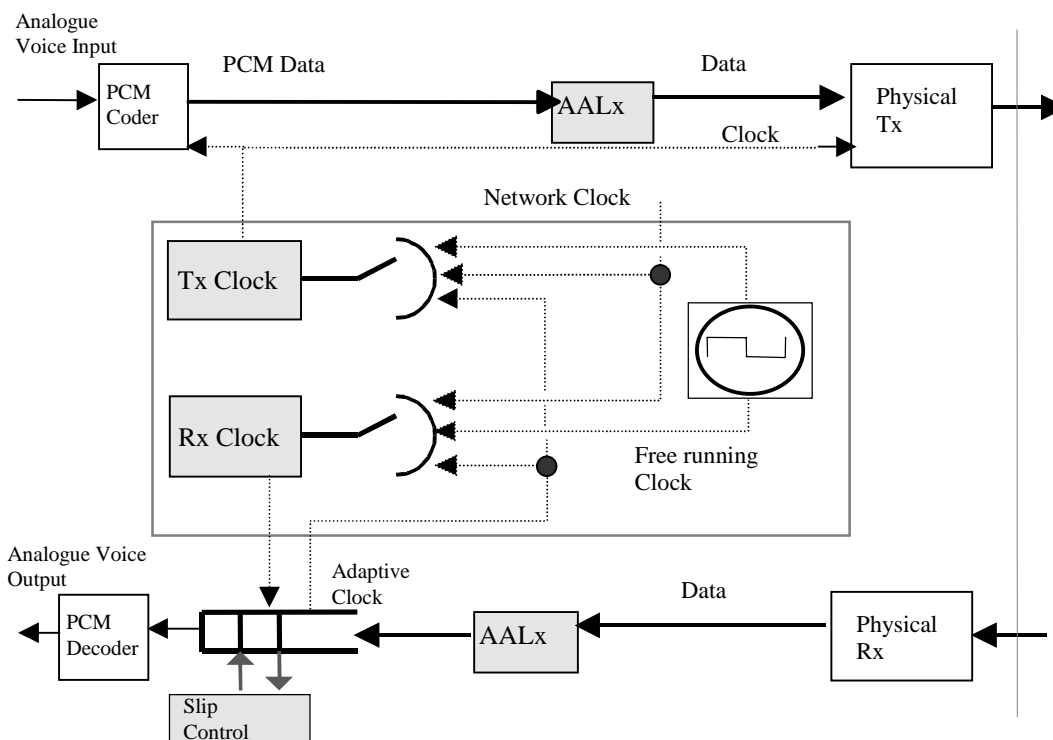 Analogue
Voice Input
PCM
Coder
PCM Data
AALx
Data
Physical
Tx
Clock
Network Clock
Tx Clock
Rx Clock
Free running
Clock
Analogue Voice
Output
PCM
Decoder
Adaptive
Clock
AALx
Data
Physical
Rx
Slip
Control